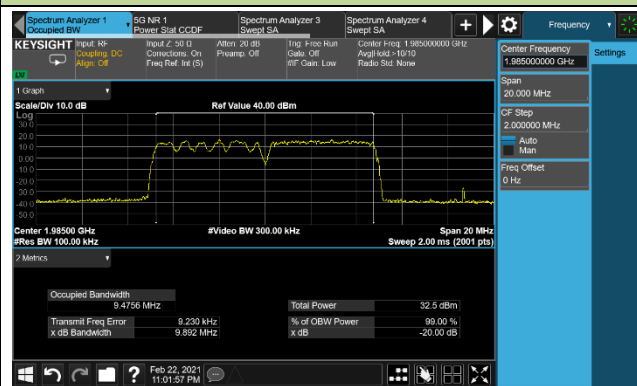 Spectrum Analyzer 1
Occupied BW
5G NR 1
Power Stat CCDF
Spectrum Analyzer 3
Swept SA
Spectrum Analyzer 4
Swept SA
+
Frequency
KEYSIGHT
Input: RF
Coupling: DC
Align: Off
Input Z: 50 Ω
Corrections: On
Freq Ref: Int (S)
Atten: 20 dB
Preamp: Off
Trig: Free Run
Gate: Off
#IF Gain: Low
Center Freq: 1.985000000 GHz
Avg|Hold:>10/10
Radio Std: None
Center Frequency
1.985000000 GHz
Settings
Span
20.000 MHz
CF Step
2.000000 MHz
Auto
Man
Freq Offset
0 Hz
LXI
1 Graph
Scale/Div 10.0 dB
Ref Value 40.00 dBm
Log
30.0
20.0
10.0
0.00
-10.0
-20.0
-30.0
-40.0
-50.0
Center 1.98500 GHz
#Video BW 300.00 kHz
Span 20 MHz
#Res BW 100.00 kHz
Sweep 2.00 ms (2001 pts)
2 Metrics
Occupied Bandwidth
9.4756 MHz
Total Power
32.5 dBm
Transmit Freq Error
9.230 kHz
% of OBW Power
99.00 %
x dB Bandwidth
9.892 MHz
x dB
-20.00 dB
?
Feb 22, 2021
11:01:57 PM